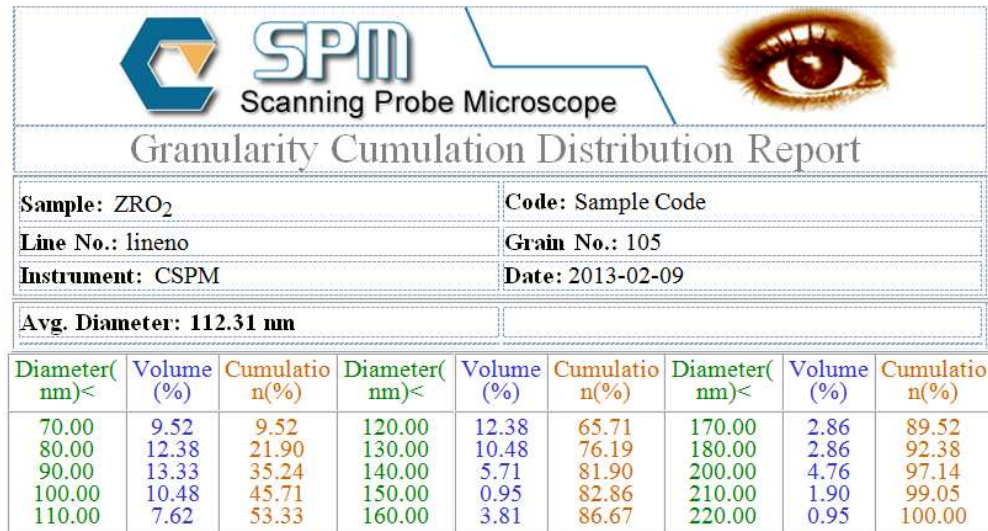 SPM
Scanning Probe Microscope
Granularity Cumulation Distribution Report
Sample: ZRO2 Code: Sample Code
Line No.: lineno Grain No.: 105
Instrument: CSPM Date: 2013-02-09
Avg. Diameter: 112.31 nm
Diameter( Volume Cumulatio Diameter( Volume Cumulatio Diameter( Volume Cumulatio
nm)< (%) n(%) nm)< (%) n(%) nm)< (%) n(%)
70.00 9.52 9.52 120.00 12.38 65.71 170.00 2.86 89.52
80.00 12.38 21.90 130.00 10.48 76.19 180.00 2.86 92.38
90.00 13.33 35.24 140.00 5.71 81.90 200.00 4.76 97.14
100.00 10.48 45.71 150.00 0.95 82.86 210.00 1.90 99.05
110.00 7.62 53.33 160.00 3.81 86.67 220.00 0.95 100.00